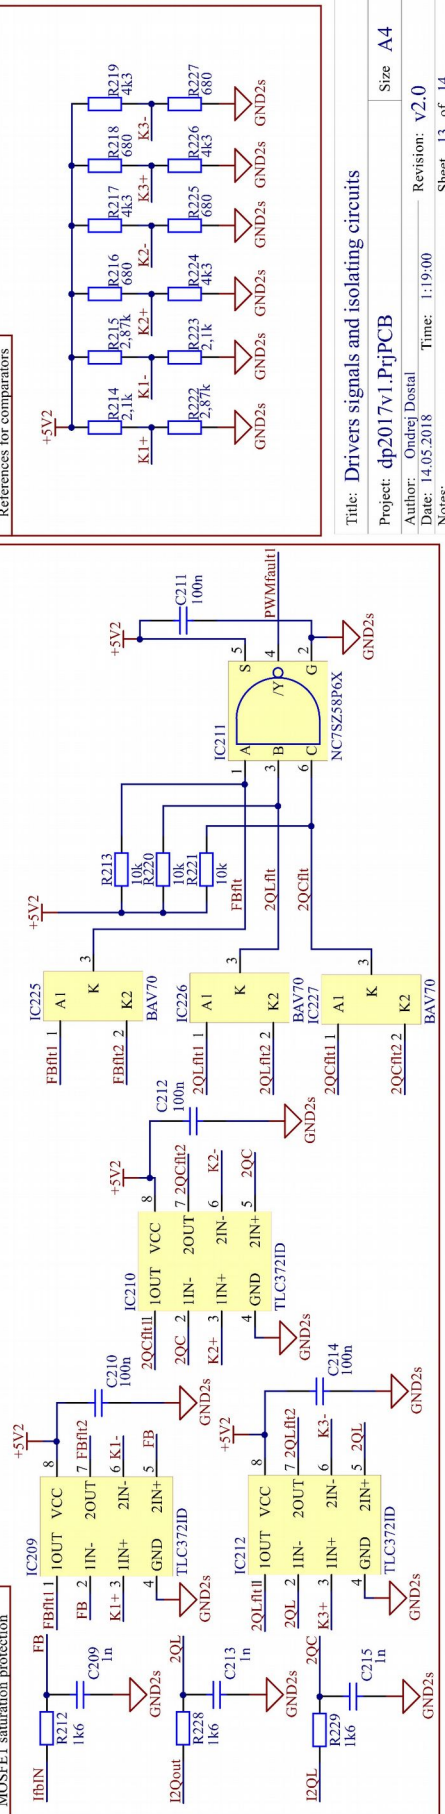 MOSFET saturation protection
IfbIN
R212
1k6
FB
C209
1n
GND2s
I2Qout
R228
1k6
2QL
C213
1n
GND2s
I2QL
R229
1k6
2QC
C215
1n
GND2s
IC209
FBflt1 1 1OUT VCC 8
FB 2 1IN- 2OUT 7 FBflt2
K1+ 3 1IN+ 2IN- 6 K1-
4 GND 2IN+ 5 FB
TLC372ID
GND2s
+5V2
C210
100n
GND2s
IC212
2QLflt1 1 1OUT VCC 8
2QL 2 1IN- 2OUT 7 2QLflt2
K3+ 3 1IN+ 2IN- 6 K3-
4 GND 2IN+ 5 2QL
TLC372ID
GND2s
+5V2
C214
100n
GND2s
IC210
2QCflt1 1 1OUT VCC 8
2QC 2 1IN- 2OUT 7 2QCflt2
K2+ 3 1IN+ 2IN- 6 K2-
4 GND 2IN+ 5 2QC
TLC372ID
GND2s
+5V2
C212
100n
GND2s
IC225
FBflt1 1 A1
K 3
FBflt2 2 K2
BAV70
IC226
2QLflt1 1 A1
K 3
2QLflt2 2 K2
BAV70
IC227
2QCflt1 1 A1
K 3
2QCflt2 2 K2
BAV70
+5V2
R213
10k
R220
10k
R221
10k
FBflt
2QLflt
2QCflt
IC211
1 A S 5
3 B /Y 4
6 C G 2
NC7SZ58P6X
+5V2
C211
100n
PWMfault1
GND2s
References for comparators
+5V2
R214
2,1k
R215
2,87k
R216
680
R217
4k3
R218
680
R219
4k3
K1+
K1-
K2+
K2-
K3+
K3-
R222
2,87k
R223
2,1k
R224
4k3
R225
680
R226
4k3
R227
680
GND2s
GND2s
GND2s
GND2s
GND2s
GND2s
Title: Drivers signals and isolating circuits
Project: dp2017v1.PrjPCB Size A4
Author: Ondrej Dostal Revision: v2.0
Date: 14.05.2018 Time: 1:19:00 Sheet 13 of 14
Notes: